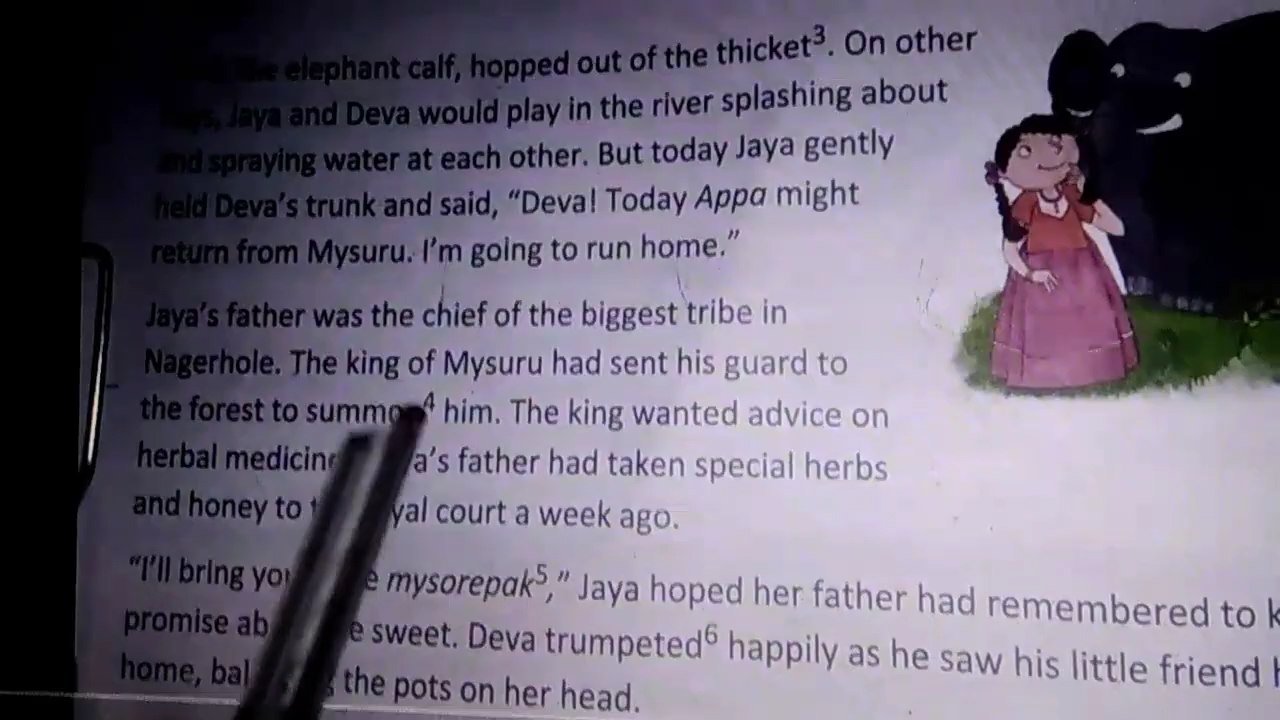 elephant calf, hopped out of the thicket³. On other
Jaya and Deva would play in the river splashing about
and spraying water at each other. But today Jaya gently
held Deva's trunk and said, “Deva! Today Appa might
return from Mysuru. I'm going to run home.”
Jaya's father was the chief of the biggest tribe in
Nagerhole. The king of Mysuru had sent his guard to
the forest to summon⁴ him. The king wanted advice on
herbal father had taken special herbs
and honey to court a week ago.
“I'll bring mysorepak⁵,” Jaya hoped her father had remembered to
promise sweet. Deva trumpeted⁶ happily as he saw his little friend
home, the pots on her head.